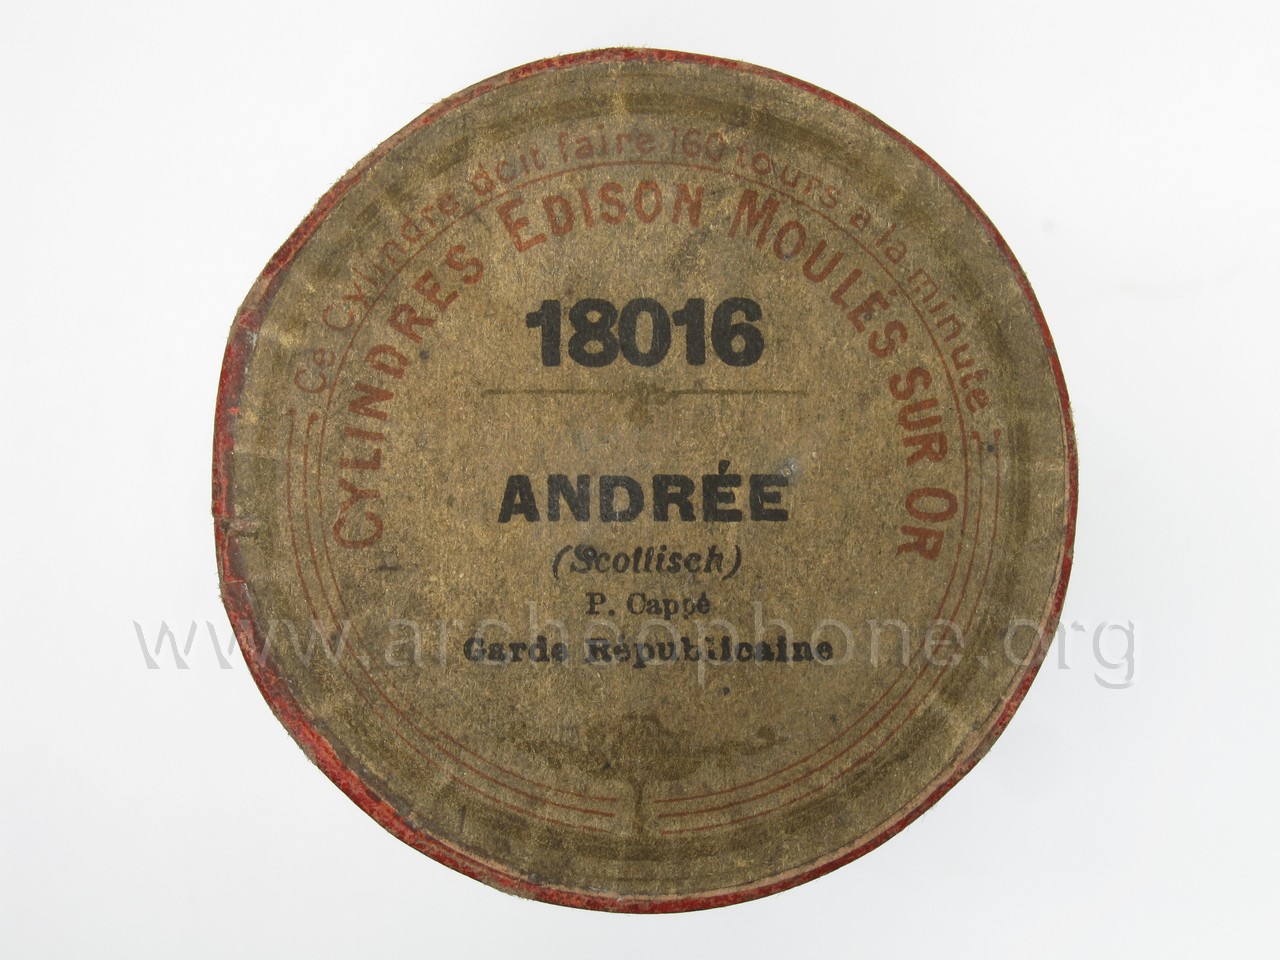 "Ce Cylindre doit faire 160 tours à la minute"
CYLINDRES EDISON MOULÉS SUR OR
18016
ANDRÉE
(Scottisch)
P. Cappé
Garde Républicaine
www.archeophone.org